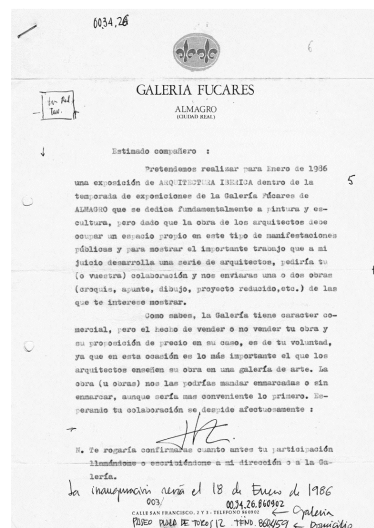 0034,26
6
GALERIA FUCARES
ALMAGRO
(CIUDAD REAL)
Estimado compañero :
Pretendemos realizar para Enero de 1986
una exposición de ARQUITECTURA IBERICA dentro de la
temporada de exposiciones de la Galería Fúcares de
5
ALMAGRO que se dedica fundamentalmente a pintura y es-
cultura, pero dado que la obra de los arquitectos debe
ocupar un espacio propio en este tipo de manifestaciones
públicas y para mostrar el importante trabajo que a mi
juicio desarrolla una serie de arquitectos, pediría tu
(o vuestra) colaboración y nos enviaras una o dos obras
(croquis, apunte, dibujo, proyecto reducido,etc.) de las
que te interese mostrar.
Como sabes, la Galería tiene caracter co-
mercial, pero el hecho de vender o no vender tu obra y
su proposición de precio en su caso, es de tu voluntad,
ya que en esta ocasión es lo más importante el que los
arquitectos enseñen su obra en una galería de arte. La
obra (u obras) nos las podrías mandar enmarcadas o sin
enmarcar, aunque sería mas conveniente lo primero. Es-
perando tu colaboración se despide afectuosamente :
N. Te rogaría confirmaras cuanto antes tu participación
llamándome o escribiéndome a mi dirección o a la Ga-
lería.
La inauguración será el 18 de Enero de 1986
003/ 0034.26.860902
CALLE SAN FRANCISCO, 1 Y 3 - TELEFONO 860902 ← Galería
PASEO PLAZA DE TOROS 12. TFNO. 860459 ← Domicilio